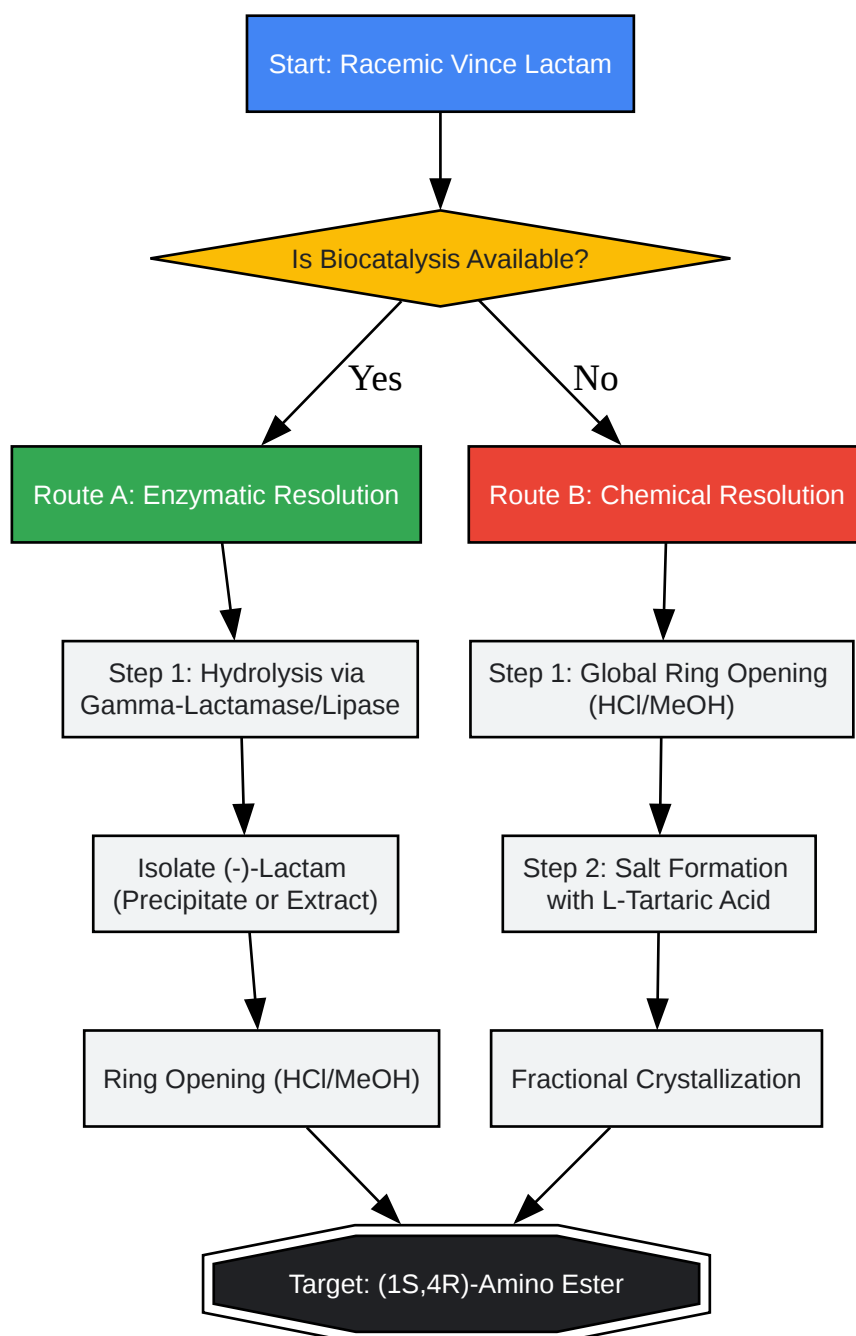 Start: Racemic Vince Lactam
Is Biocatalysis Available?
Yes
No
Route A: Enzymatic Resolution
Route B: Chemical Resolution
Step 1: Hydrolysis via
Gamma-Lactamase/Lipase
Step 1: Global Ring Opening
(HCl/MeOH)
Isolate (-)-Lactam
(Precipitate or Extract)
Step 2: Salt Formation
with L-Tartaric Acid
Ring Opening (HCl/MeOH)
Fractional Crystallization
Target: (1S,4R)-Amino Ester